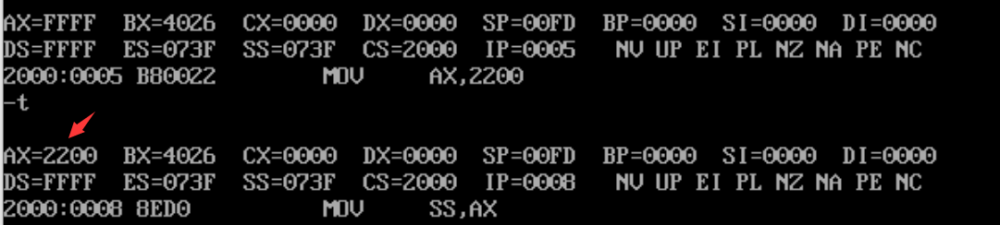 AX=FFFF BX=4026 CX=0000 DX=0000 SP=00FD BP=0000 SI=0000 DI=0000
DS=FFFF ES=073F SS=073F CS=2000 IP=0005 NV UP EI PL NZ NA PE NC
2000:0005 B80022 MOV AX,2200
-t
AX=2200 BX=4026 CX=0000 DX=0000 SP=00FD BP=0000 SI=0000 DI=0000
DS=FFFF ES=073F SS=073F CS=2000 IP=0008 NV UP EI PL NZ NA PE NC
2000:0008 8ED0 MOV SS,AX